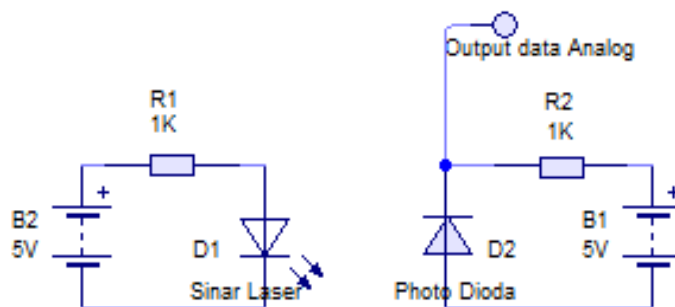 Output data Analog
R1
1K
R2
1K
+
+
B2
5V
D1
D2
B1
5V
Sinar Laser
Photo Dioda